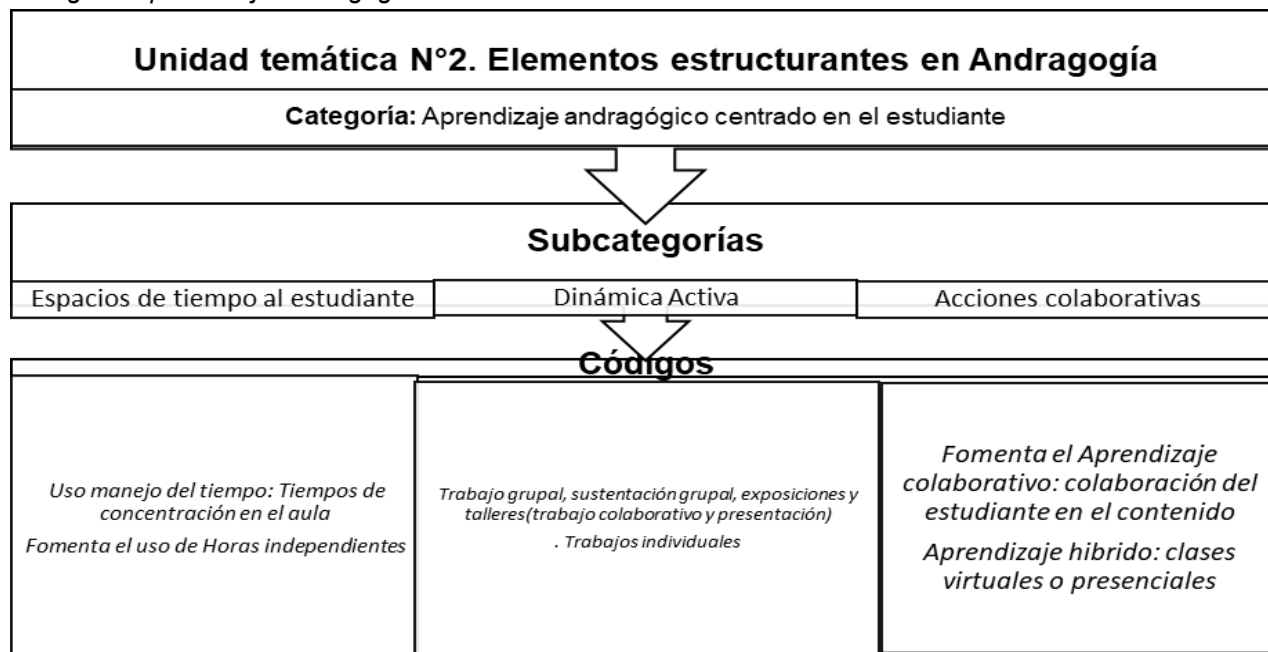 Unidad temática N°2. Elementos estructurantes en Andragogía
Categoría: Aprendizaje andragógico centrado en el estudiante
Subcategorías
Espacios de tiempo al estudiante
Dinámica Activa
Acciones colaborativas
Códigos
Uso manejo del tiempo: Tiempos de
concentración en el aula
Fomenta el uso de Horas independientes
Trabajo grupal, sustentación grupal, exposiciones y
talleres(trabajo colaborativo y presentación)
. Trabajos individuales
Fomenta el Aprendizaje
colaborativo: colaboración del
estudiante en el contenido
Aprendizaje hibrido: clases
virtuales o presenciales